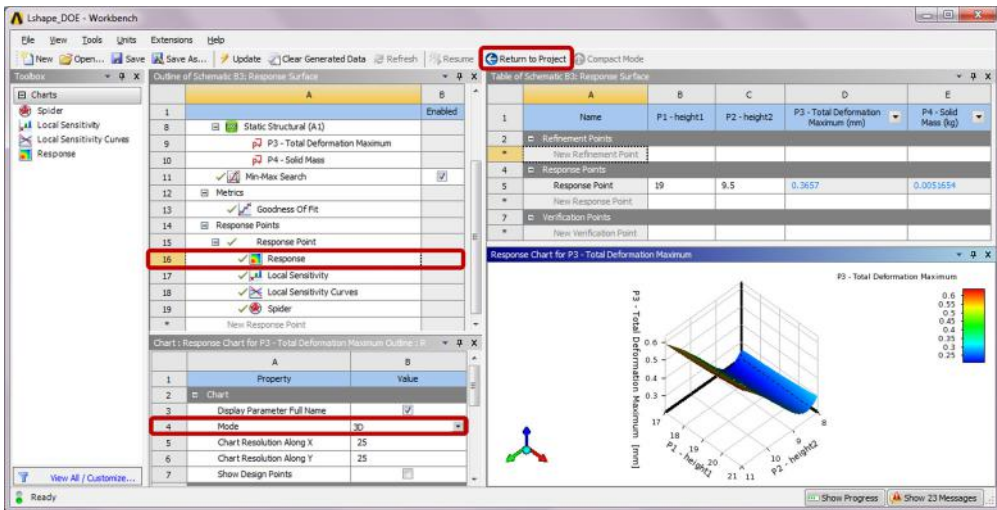 Lshape_DOE - Workbench
File View Tools Units Extensions Help
New Open... Save Save As... Update Clear Generated Data Refresh Resume Return to Project Compact Mode
Toolbox
Charts
Spider
Local Sensitivity
Local Sensitivity Curves
Response
View All / Customize...
Outline of Schematic B3: Response Surface
A B
1 Enabled
8 Static Structural (A1)
9 P3 - Total Deformation Maximum
10 P4 - Solid Mass
11 Min-Max Search
12 Metrics
13 Goodness Of Fit
14 Response Points
15 Response Point
16 Response
17 Local Sensitivity
18 Local Sensitivity Curves
19 Spider
* New Response Point
Chart : Response Chart for P3 - Total Deformation Maximum Outline : R
A B
1 Property Value
2 Chart
3 Display Parameter Full Name
4 Mode 3D
5 Chart Resolution Along X 25
6 Chart Resolution Along Y 25
7 Show Design Points
Table of Schematic B3: Response Surface
A B C D E
1 Name P1 - height1 P2 - height2 P3 - Total Deformation Maximum (mm) P4 - Solid Mass (kg)
2 Refinement Points
* New Refinement Point
4 Response Points
5 Response Point 19 9.5 0.3657 0.0051654
* New Response Point
7 Verification Points
* New Verification Point
Response Chart for P3 - Total Deformation Maximum
P3 - Total Deformation Maximum
0.6
0.55
0.5
0.45
0.4
0.35
0.3
0.25
P3 - Total Deformation Maximum [mm]
0.6
0.5
0.4
0.3
17
18
19
20
21
P1 - height1
11
10
9
8
P2 - height2
Ready
Show Progress Show 23 Messages